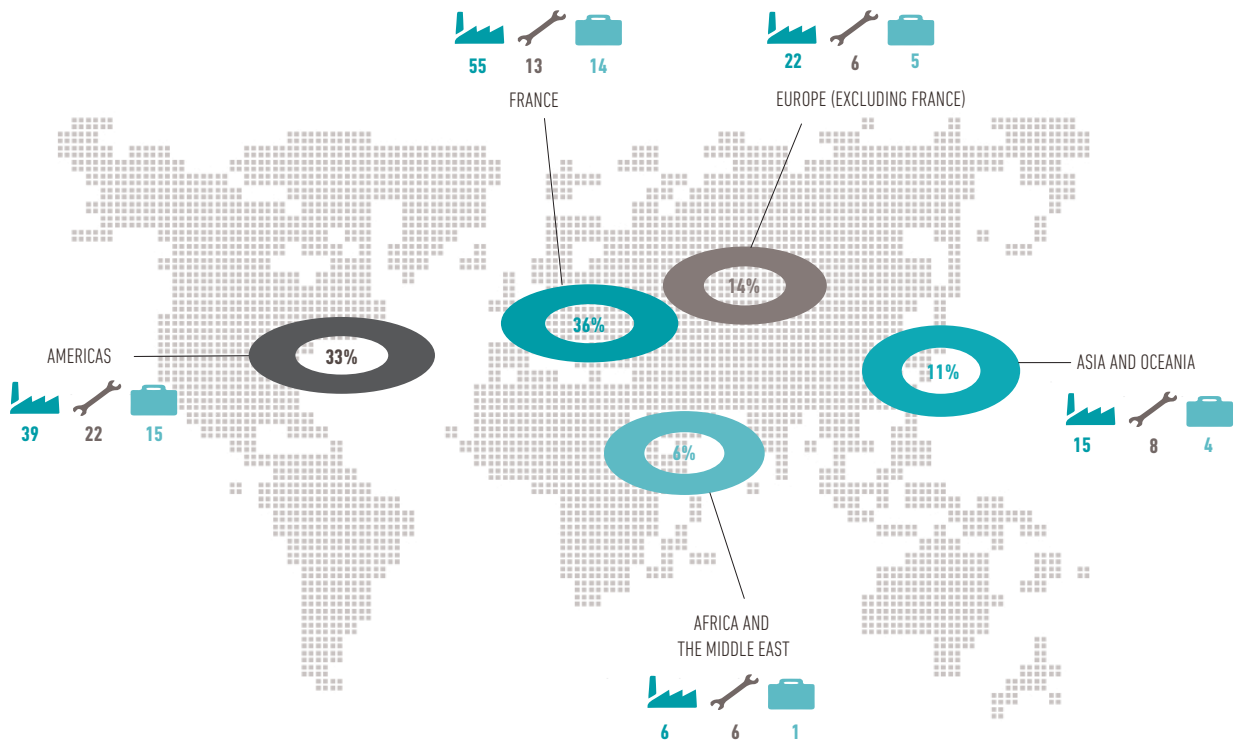 55 13 14
FRANCE
22 6 5
EUROPE (EXCLUDING FRANCE)
14%
36%
AMERICAS
33%
39 22 15
11%
ASIA AND OCEANIA
15 8 4
6%
AFRICA AND
THE MIDDLE EAST
6 6 1